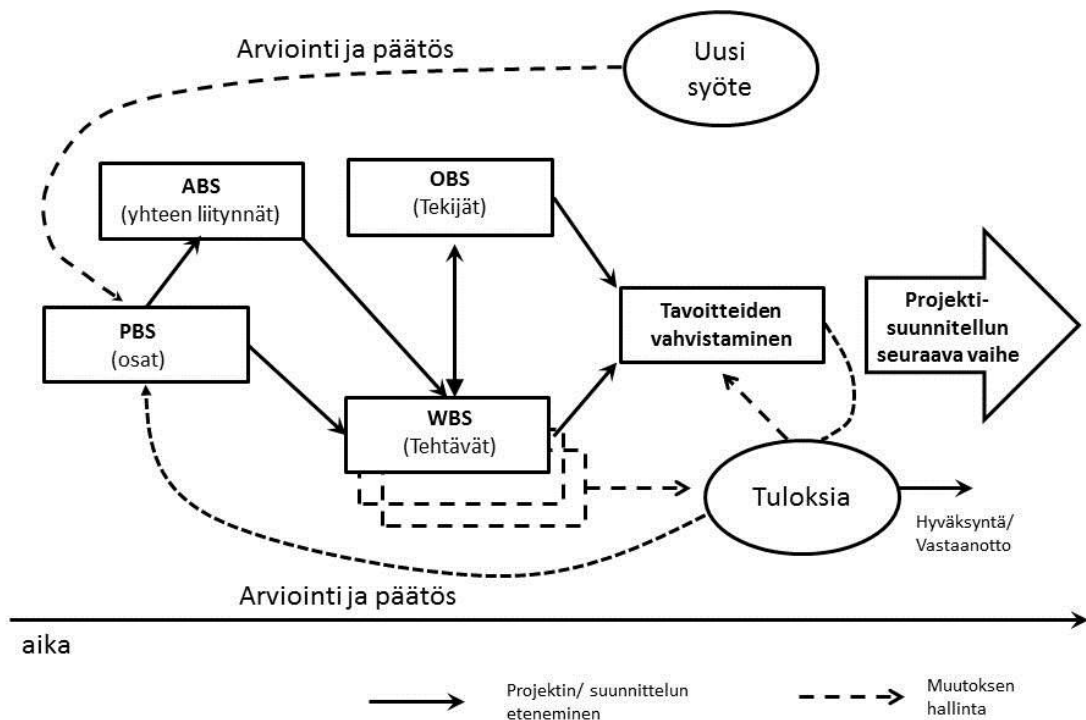 Arviointi ja päätös
Uusi
syöte
ABS
(yhteen liitynnät)
OBS
(Tekijät)
PBS
(osat)
Tavoitteiden
vahvistaminen
Projekti-
suunnitellun
seuraava vaihe
WBS
(Tehtävät)
Tuloksia
Hyväksyntä/
Vastaanotto
Arviointi ja päätös
aika
Projektin/ suunnittelun
eteneminen
Muutoksen
hallinta